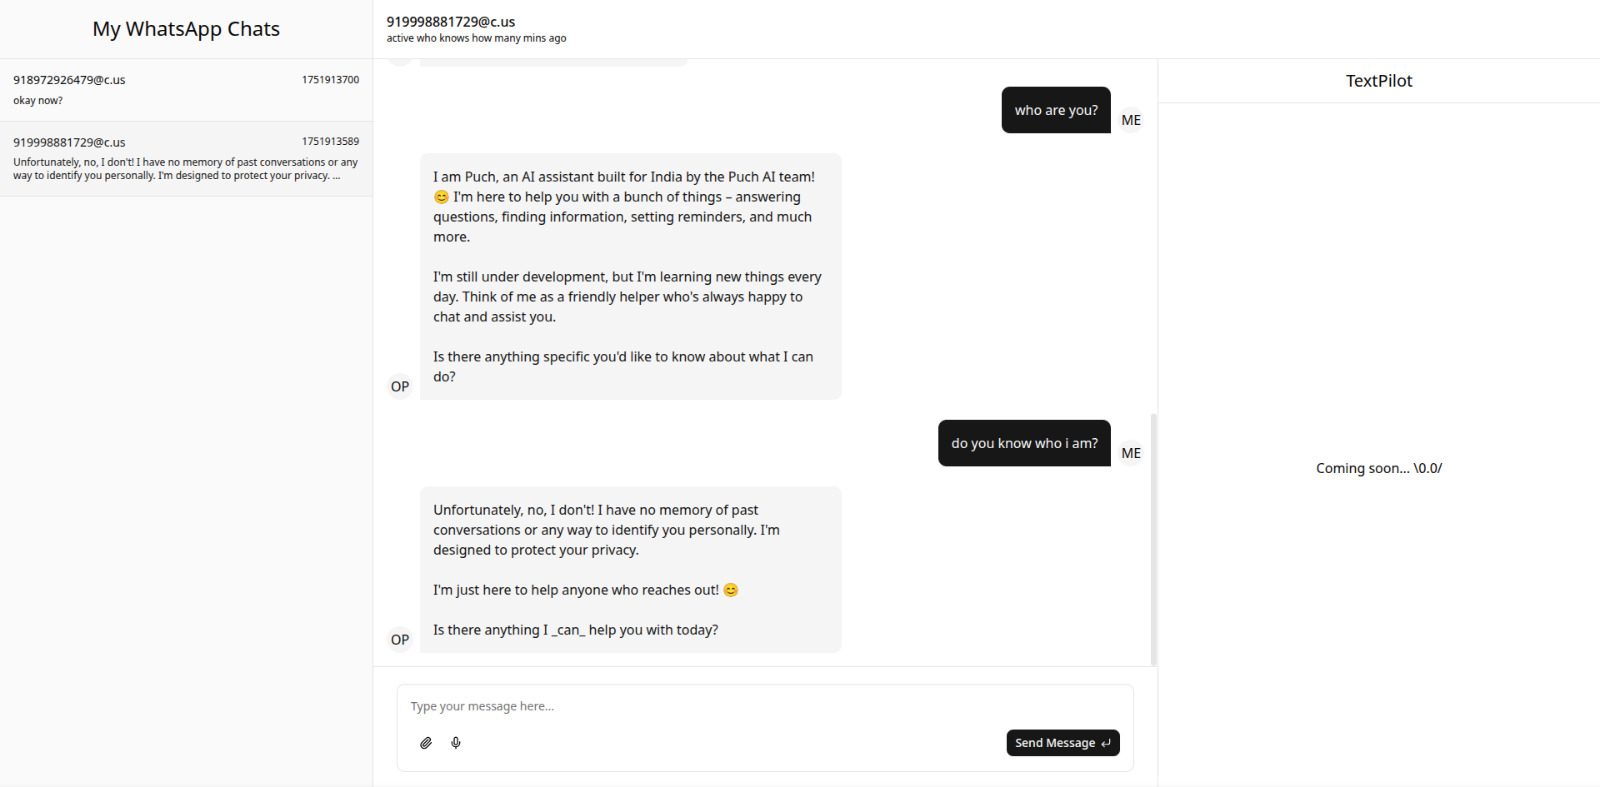 My WhatsApp Chats
918972926479@c.us
1751913700
okay now?
919998881729@c.us
1751913589
Unfortunately, no, I don't! I have no memory of past conversations or any
way to identify you personally. I'm designed to protect your privacy. ...
919998881729@c.us
active who knows how many mins ago
who are you?
ME
I am Puch, an AI assistant built for India by the Puch AI team!
😊 I'm here to help you with a bunch of things – answering
questions, finding information, setting reminders, and much
more.
I'm still under development, but I'm learning new things every
day. Think of me as a friendly helper who's always happy to
chat and assist you.
Is there anything specific you'd like to know about what I can
do?
OP
do you know who i am?
ME
Unfortunately, no, I don't! I have no memory of past
conversations or any way to identify you personally. I'm
designed to protect your privacy.
I'm just here to help anyone who reaches out! 😊
Is there anything I _can_ help you with today?
OP
Type your message here...
Send Message
TextPilot
Coming soon... \0.0/